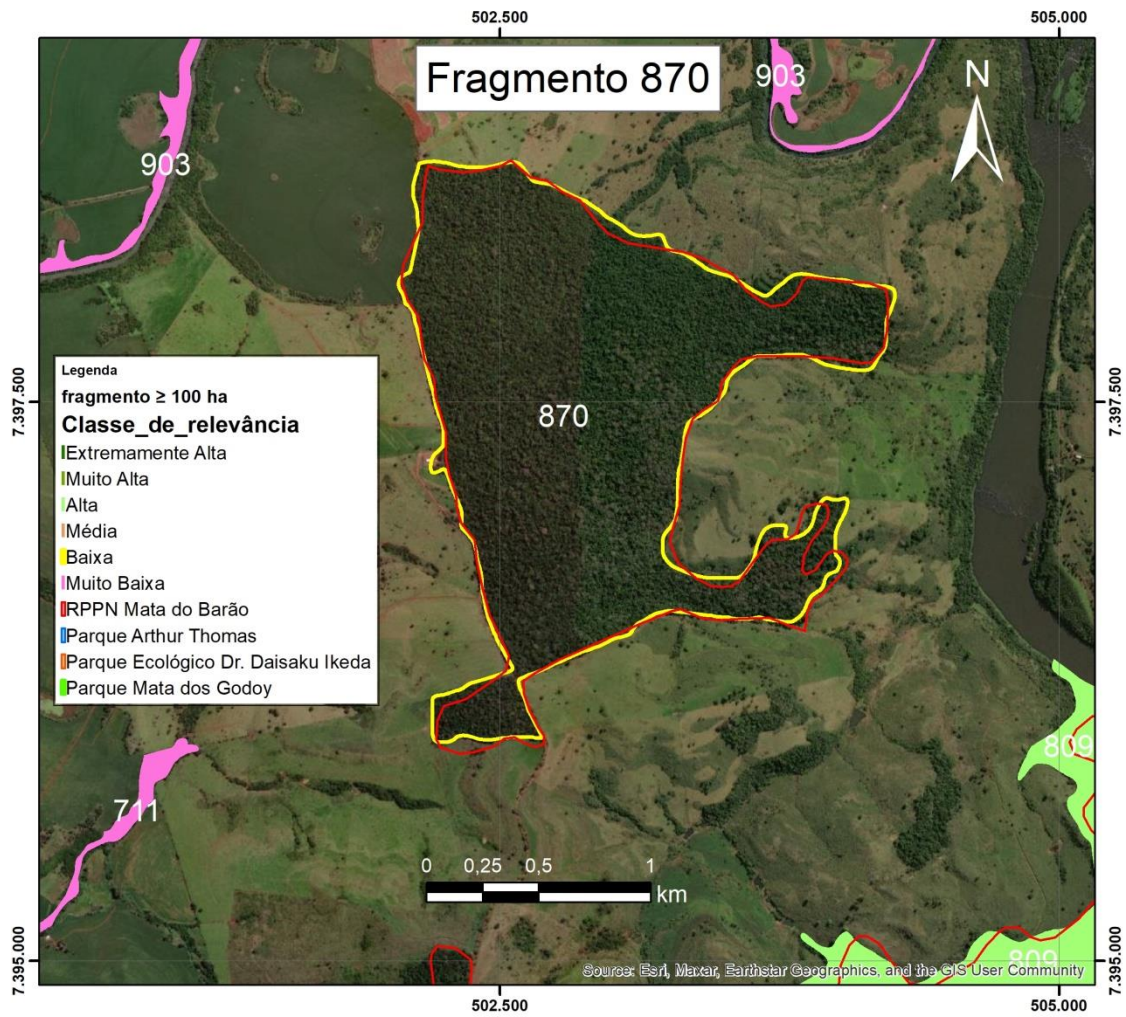 502.500
505.000
Fragmento 870
903
903
N
7.397.500
7.397.500
870
Legenda
fragmento ≥ 100 ha
Classe_de_relevância
Extremamente Alta
Muito Alta
Alta
Média
Baixa
Muito Baixa
RPPN Mata do Barão
Parque Arthur Thomas
Parque Ecológico Dr. Daisaku Ikeda
Parque Mata dos Godoy
809
711
0 0,25 0,5 1
km
7.395.000
7.395.000
809
Source: Esri, Maxar, Earthstar Geographics, and the GIS User Community
502.500
505.000